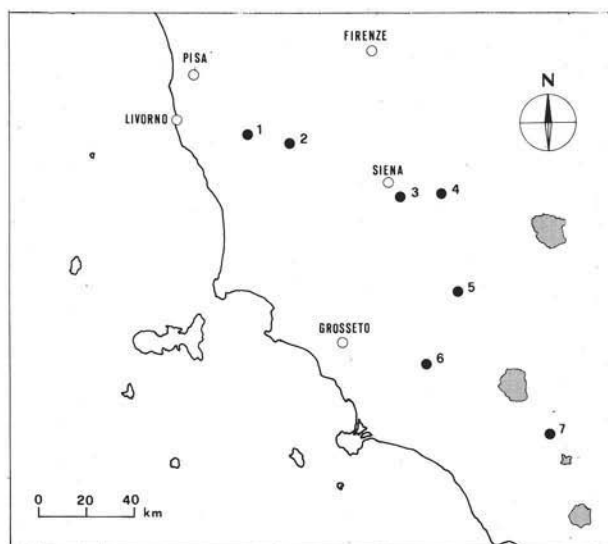 FIRENZE
PISA
N
LIVORNO
1
2
SIENA
3
4
5
GROSSETO
6
7
0 20 40
km